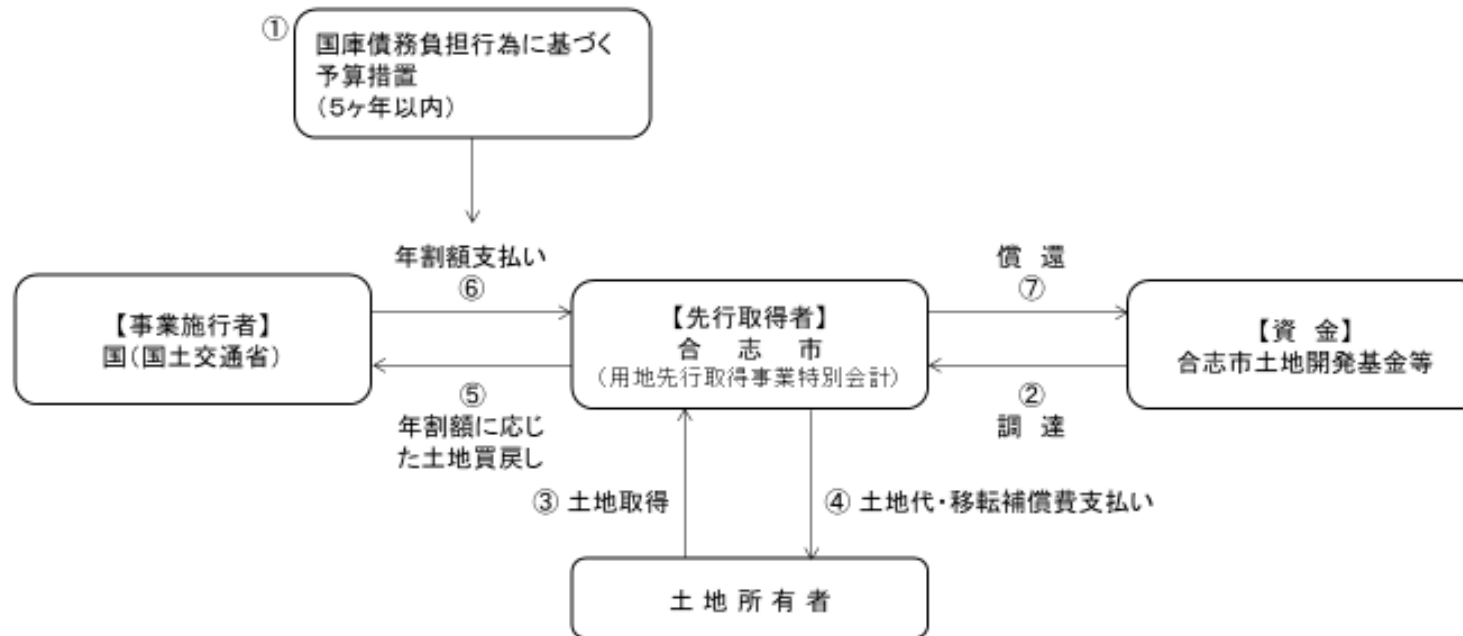 ①
国庫債務負担行為に基づく
予算措置
(5ヶ年以内)
年割額支払い
⑥
償 還
⑦
【事業施行者】
国(国土交通省)
【先行取得者】
合 志 市
(用地先行取得事業特別会計)
【資 金】
合志市土地開発基金等
⑤
年割額に応じ
た土地買戻し
②
調 達
③ 土地取得
④ 土地代・移転補償費支払い
土 地 所 有 者